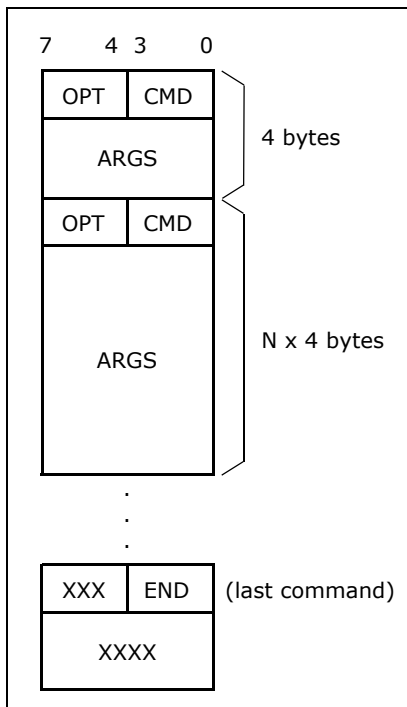 7 4 3 0
OPT CMD
4 bytes
ARGS
OPT CMD
N x 4 bytes
ARGS
.
.
.
XXX END (last command)
XXXX